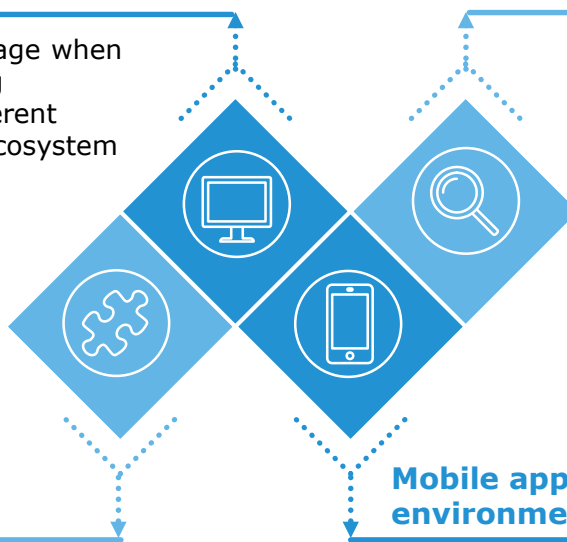 age when
g
erent
cosystem
Mobile app
environme